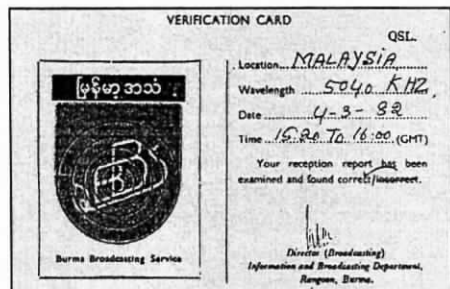 VERIFICATION CARD
QSL.
မြန်မာ့အသံ
BBS
Burma Broadcasting Service
Location MALAYSIA
Wavelength 5040 KHZ
Date 4-3-82
Time 15:20 TO 16:00 (GMT)
Your reception report has been
examined and found correct/incorrect.
Director (Broadcasting)
Information and Broadcasting Department,
Rangoon, Burma.